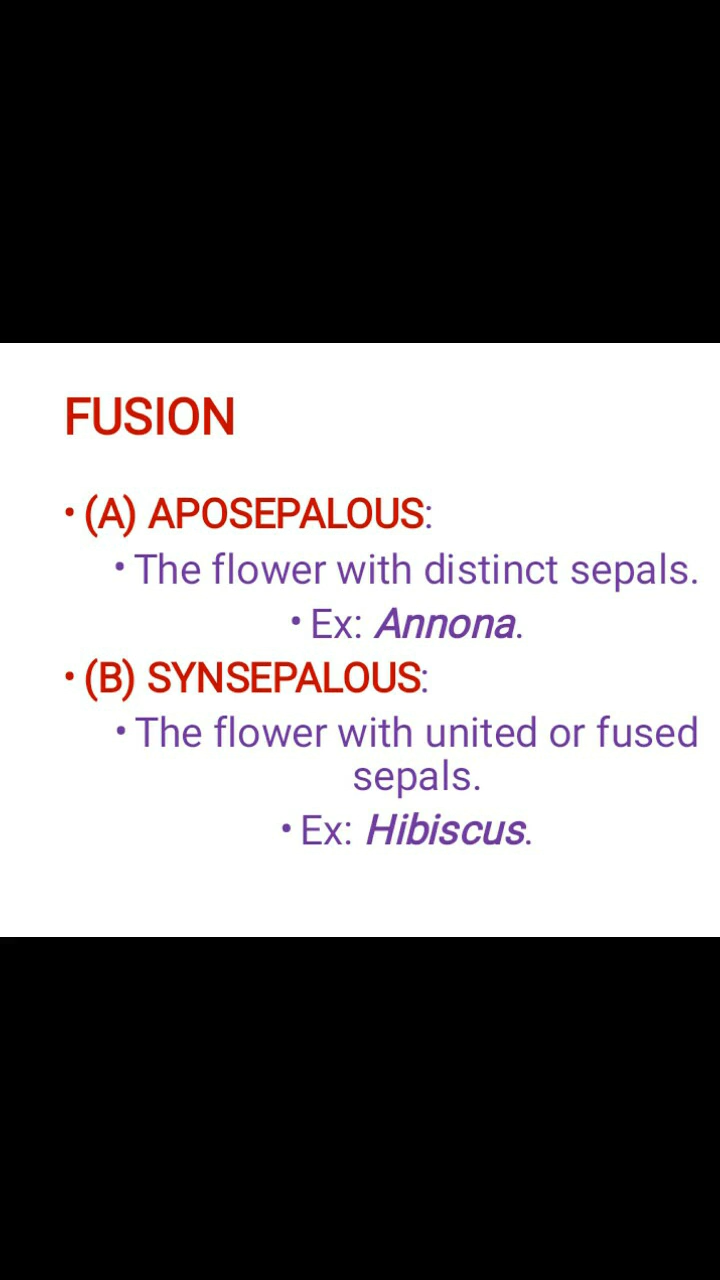 FUSION
• (A) APOSEPALOUS:
• The flower with distinct sepals.
• Ex: Annona.
• (B) SYNSEPALOUS:
• The flower with united or fused
sepals.
• Ex: Hibiscus.